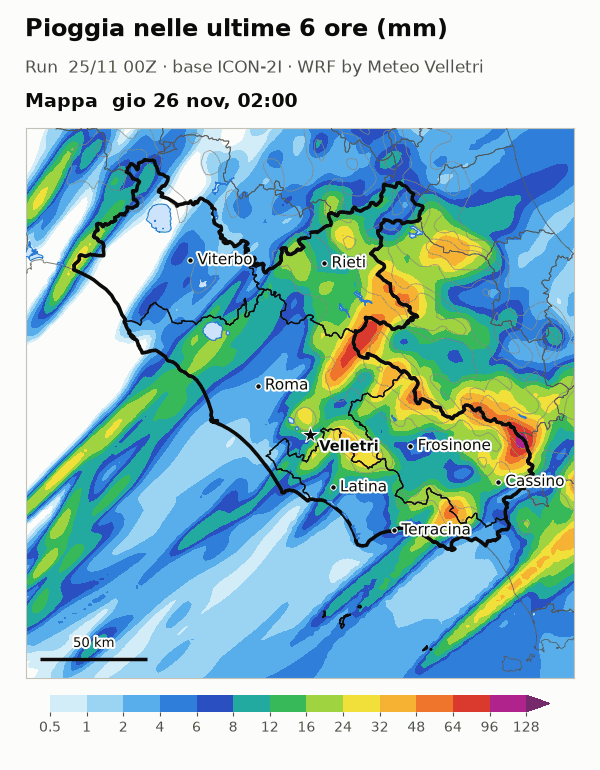 Pioggia nelle ultime 6 ore (mm)
Run 25/11 00Z · base ICON-2I · WRF by Meteo Velletri
Mappa gio 26 nov, 02:00
Viterbo
Rieti
Roma
Velletri
Frosinone
Cassino
Latina
Terracina
50 km
0.5 1 2 4 6 8 12 16 24 32 48 64 96 128